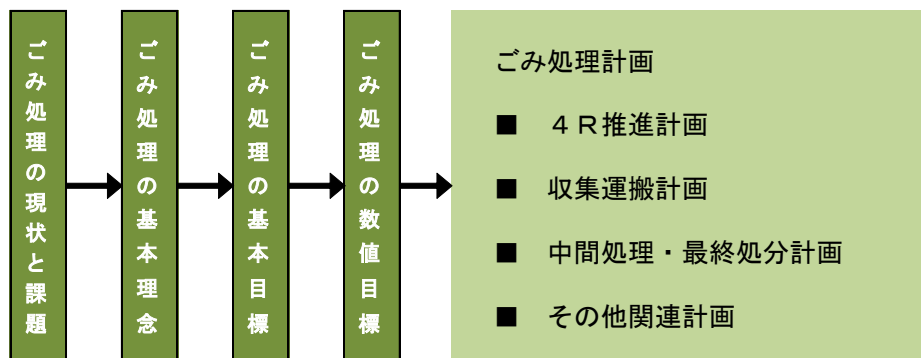 ごみ処理の現状と課題
ごみ処理の基本理念
ごみ処理の基本目標
ごみ処理の数値目標
ごみ処理計画
■ ４Ｒ推進計画
■ 収集運搬計画
■ 中間処理・最終処分計画
■ その他関連計画